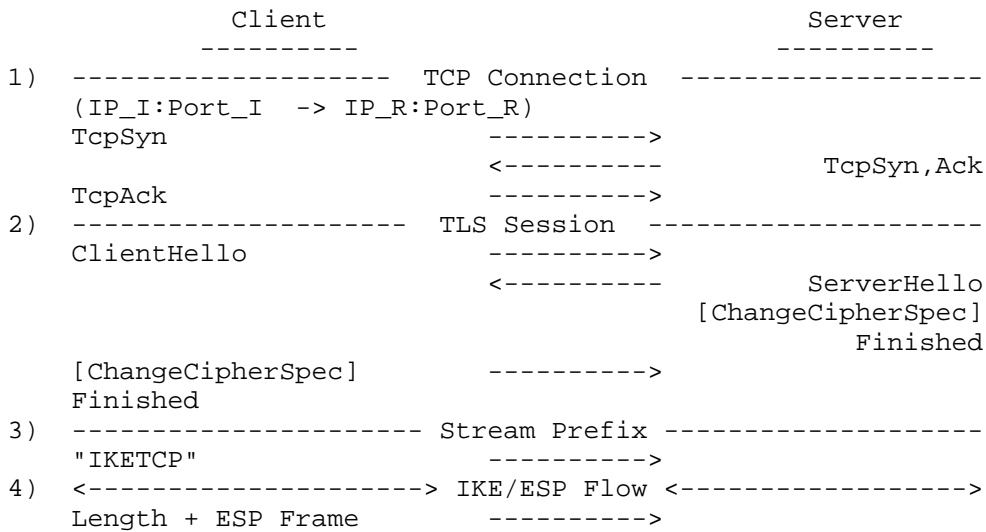 Client                            Server
            ----------                        ----------
1)  --------------------  TCP Connection  -------------------
    (IP_I:Port_I  -> IP_R:Port_R)
    TcpSyn                    ---------->
                              <----------          TcpSyn,Ack
    TcpAck                    ---------->
2)  ---------------------  TLS Session  ---------------------
    ClientHello               ---------->
                              <----------         ServerHello
                                           [ChangeCipherSpec]
                                                     Finished
    [ChangeCipherSpec]        ---------->
    Finished
3)  ---------------------- Stream Prefix --------------------
    "IKETCP"                  ---------->
4)  <----------------------> IKE/ESP Flow <------------------>
    Length + ESP Frame        ---------->